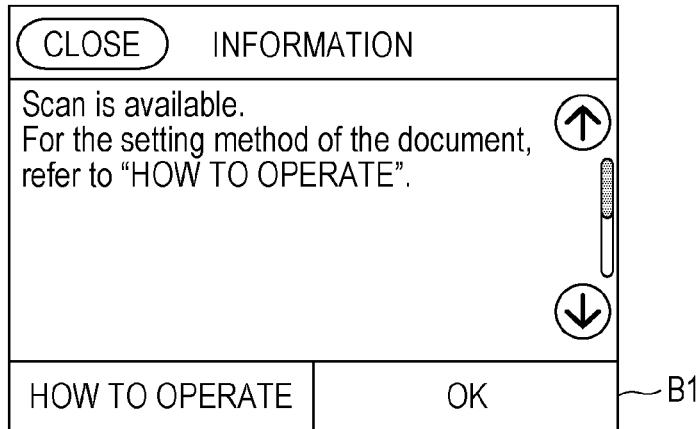 CLOSE INFORMATION
Scan is available.
For the setting method of the document,
refer to “HOW TO OPERATE”.
HOW TO OPERATE OK B1